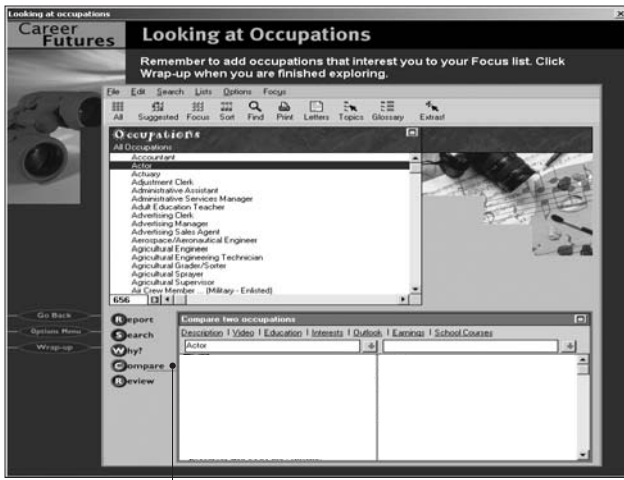 Looking at occupations
Career
Futures
Looking at Occupations
Remember to add occupations that interest you to your Focus list. Click
Wrap-up when you are finished exploring.
File Edit Search Lists Options Focus
All Suggested Focus Sort Find Print Letters Topics Glossary Extras!
Occupations
All Occupations
Accountant
Actor
Actuary
Adjustment Clerk
Administrative Assistant
Administrative Services Manager
Adult Education Teacher
Advertising Clerk
Advertising Manager
Advertising Sales Agent
Aerospace/Aeronautical Engineer
Agricultural Engineer
Agricultural Engineering Technician
Agricultural Grader/Sorter
Agricultural Sprayer
Agricultural Supervisor
Air Crew Member ... (Military - Enlisted)
656
Go Back
Options Menu
Wrap-up
Report
Search
Why?
Compare
Review
Compare two occupations
Description | Video | Education | Interests | Outlook | Earnings | School Courses
Actor